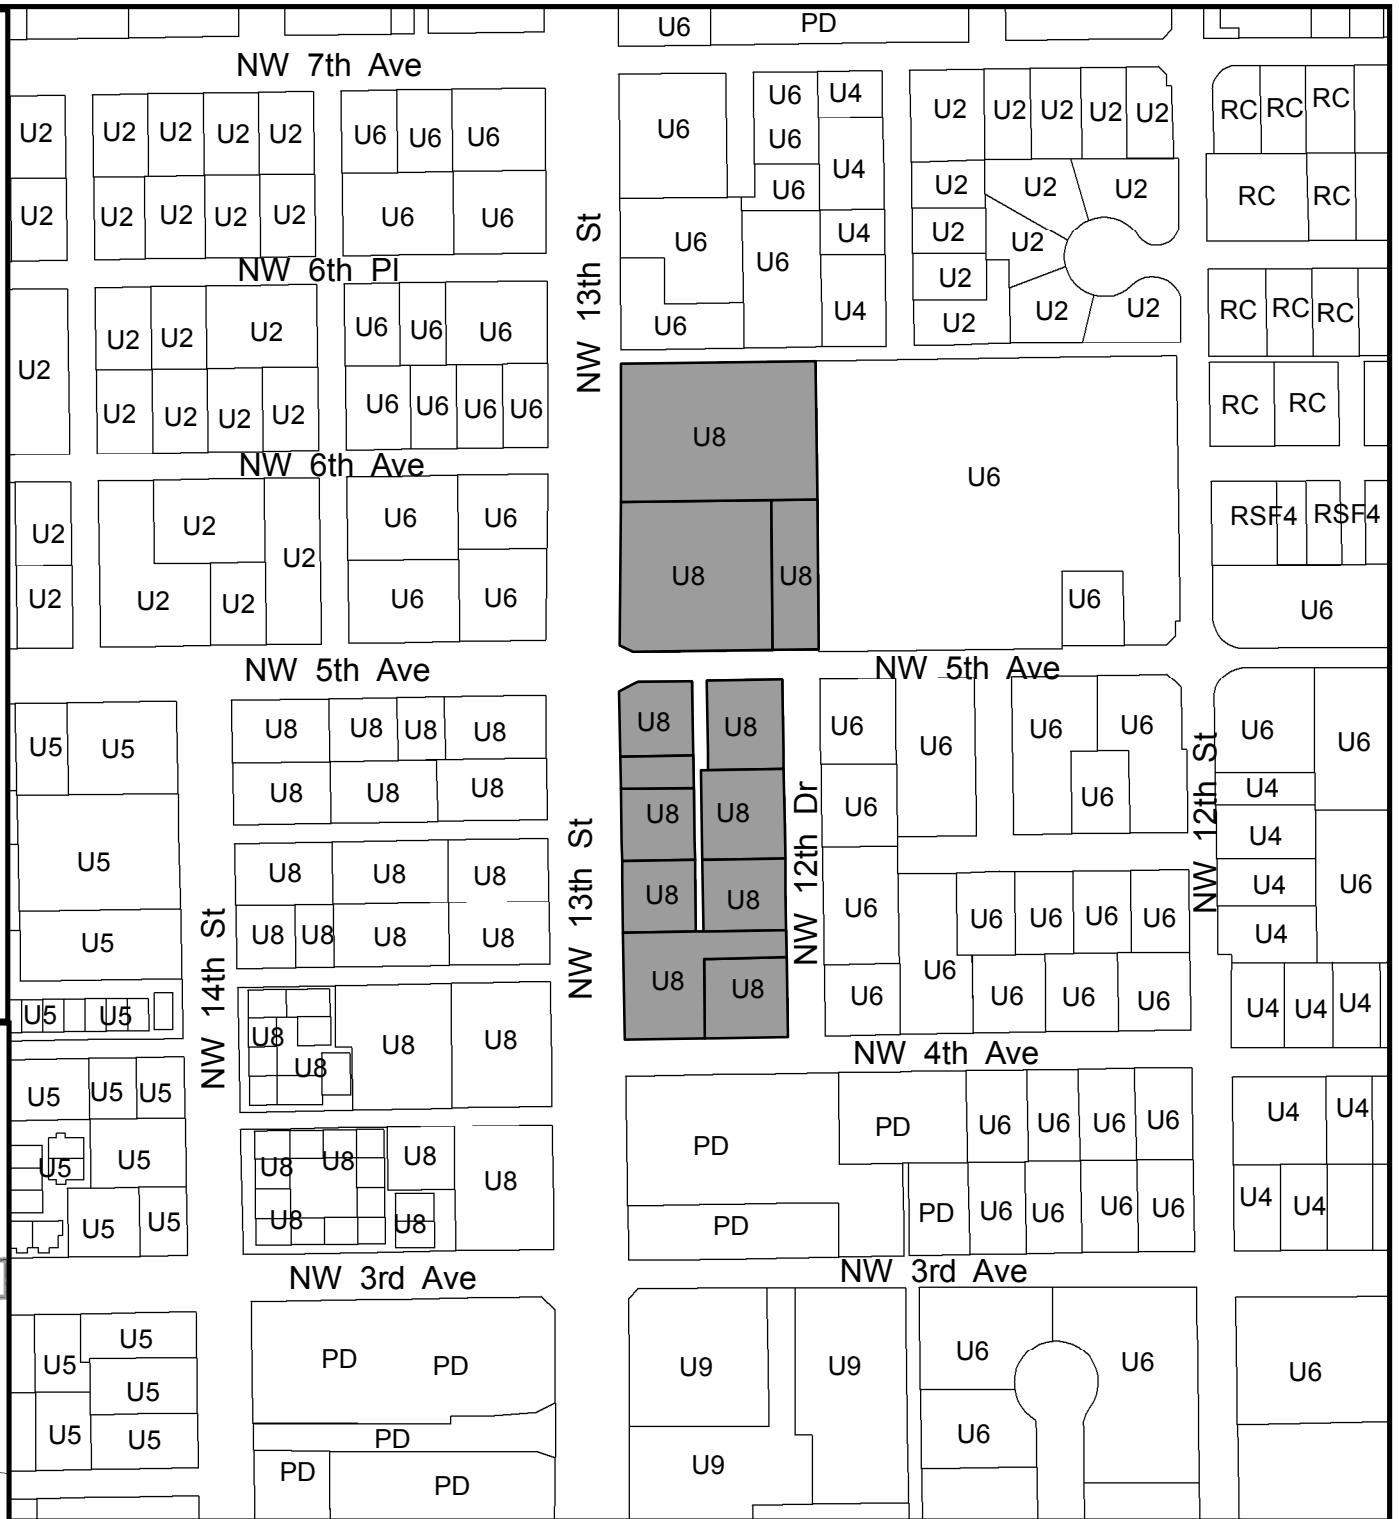 U6 PD
NW 7th Ave
U2 U2 U2 U2 U2 U6 U6 U6
U6 U6 U4
U6
U2 U2 U2 U2 U2
RC RC RC
U4
U6
U2 U2 U2
RC RC
U2 U2 U2 U2 U2 U6 U6
NW 13th St
U6 U6 U4
U2 U2
U2
NW 6th Pl
U6 U4
U2 U2
RC RC RC
U2 U2 U2 U6 U6 U6
U2
U2 U2 U2 U2 U6 U6 U6 U6
U8 U6
RC RC
NW 6th Ave
U2 U2 U2 U6 U6
RSF4 RSF4
U2 U2 U2 U6 U6
U8 U8 U6 U6
NW 5th Ave
NW 5th Ave
U5 U5 U8 U8 U8 U8
U8 U8
U6 U6 U6 U6
U6 U6
U8 U8 U8
U8 U8
U6 U6
NW 12th Dr
NW 12th St
U4
U4
U5 U8 U8 U8
U8 U8
U6
U4 U6
U5 U8 U8 U8 U8
NW 14th St
NW 13th St
U6 U6 U6 U6
U4
U8 U8
U6 U6 U6 U6 U6
U4 U4 U4
U5 U5
U8 U8 U8 U8
NW 4th Ave
U5 U5 U5
PD PD U6 U6 U6 U6
U4 U4
U5 U5 U8 U8 U8 U8
U5 U5 U8 U8
PD PD U6 U6 U6 U6
U4 U4
NW 3rd Ave
NW 3rd Ave
U5 U5 PD PD
U9 U9 U6 U6 U6
U5
U5 U5 PD
U9 U6
PD PD